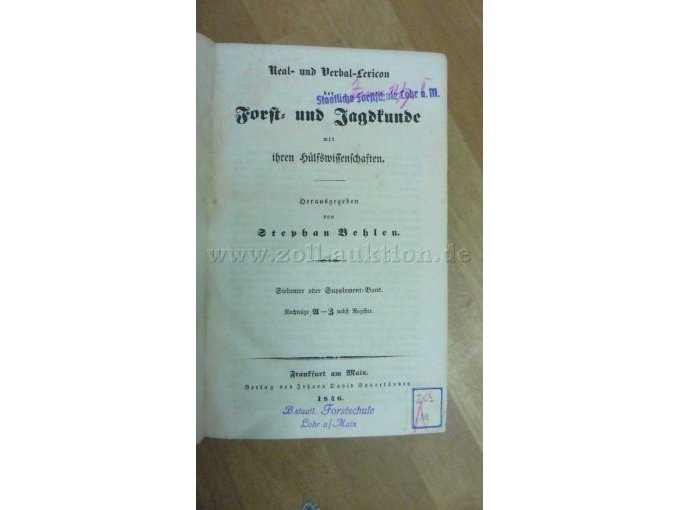 Real- und Verbal-Lexicon
der
Staatliche Forstschule Lohr a. M.
Forst- und Jagdkunde
mit
ihren Hülfswissenschaften.
Herausgegeben
von
Stephan Behlen.
www.zoll-auktion.de
Siebenter oder Supplement-Band.
Nachträge A–Z nebst Register.
Frankfurt am Main.
Verlag von Johann David Sauerländer.
1846.
B.staatl. Forstschule
Lohr a/-Main